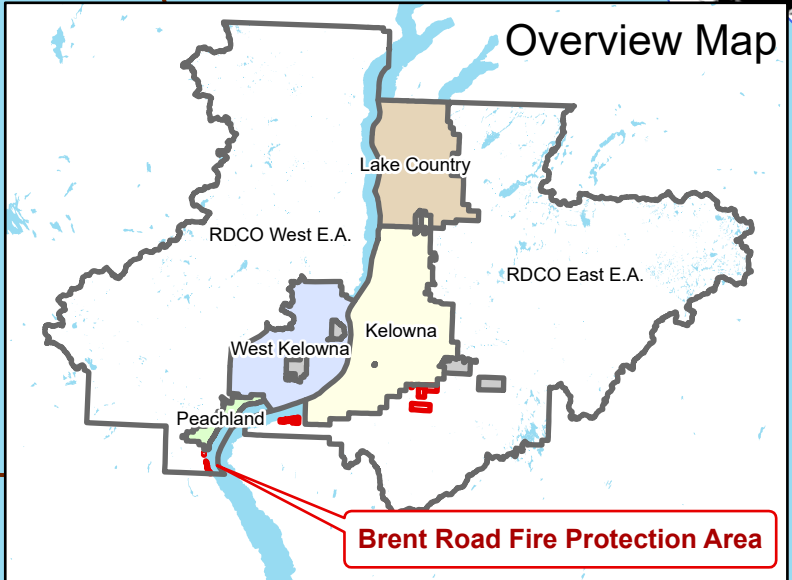 Overview Map
Lake Country
RDCO West E.A.
RDCO East E.A.
Kelowna
West Kelowna
Peachland
Brent Road Fire Protection Area